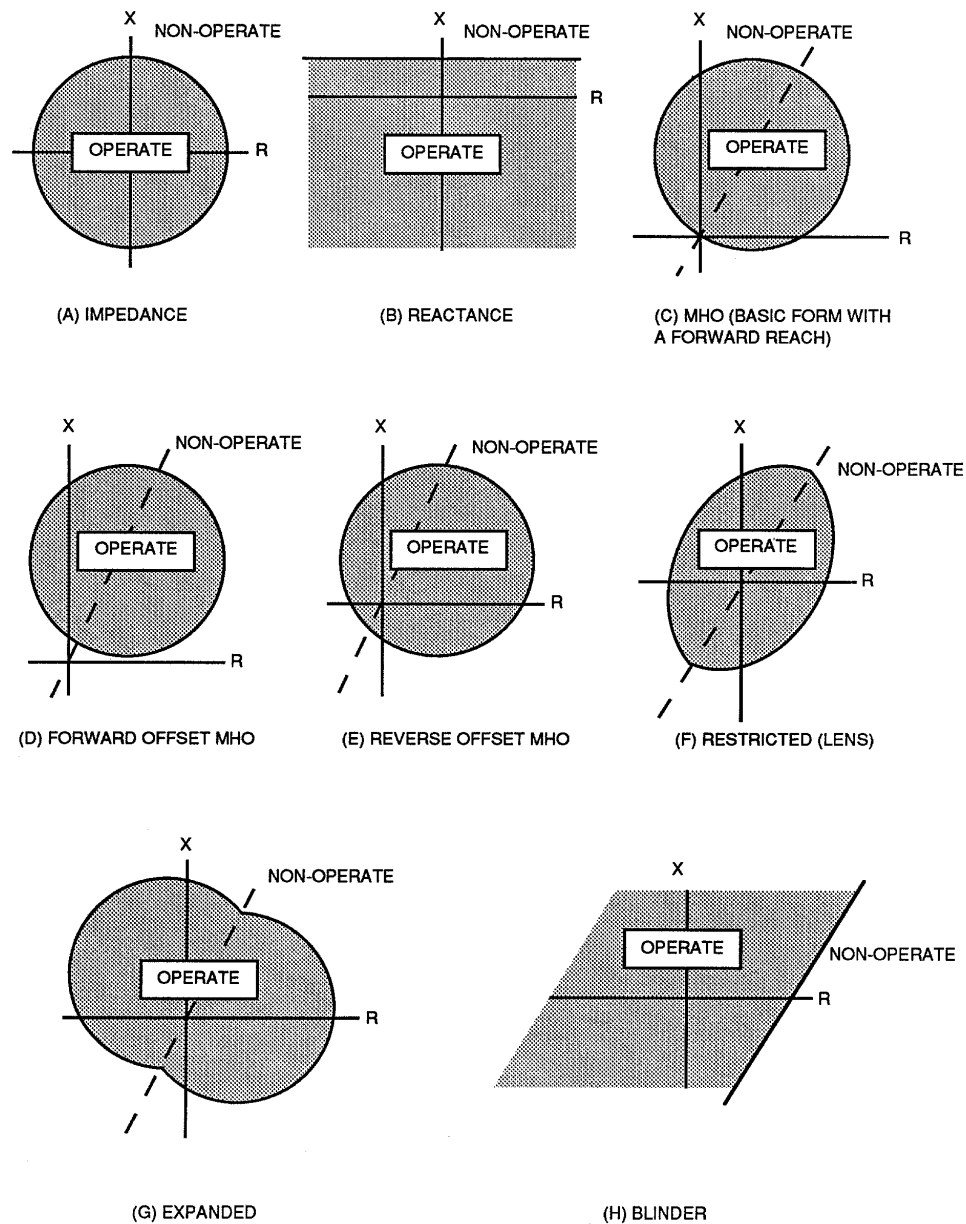 X
NON-OPERATE
OPERATE
R
(A) IMPEDANCE
X
NON-OPERATE
R
OPERATE
(B) REACTANCE
X
NON-OPERATE
OPERATE
R
(C) MHO (BASIC FORM WITH
A FORWARD REACH)
X
NON-OPERATE
OPERATE
R
(D) FORWARD OFFSET MHO
X
NON-OPERATE
OPERATE
R
(E) REVERSE OFFSET MHO
X
NON-OPERATE
OPERATE
R
(F) RESTRICTED (LENS)
X
NON-OPERATE
OPERATE
R
(G) EXPANDED
X
OPERATE
NON-OPERATE
R
(H) BLINDER